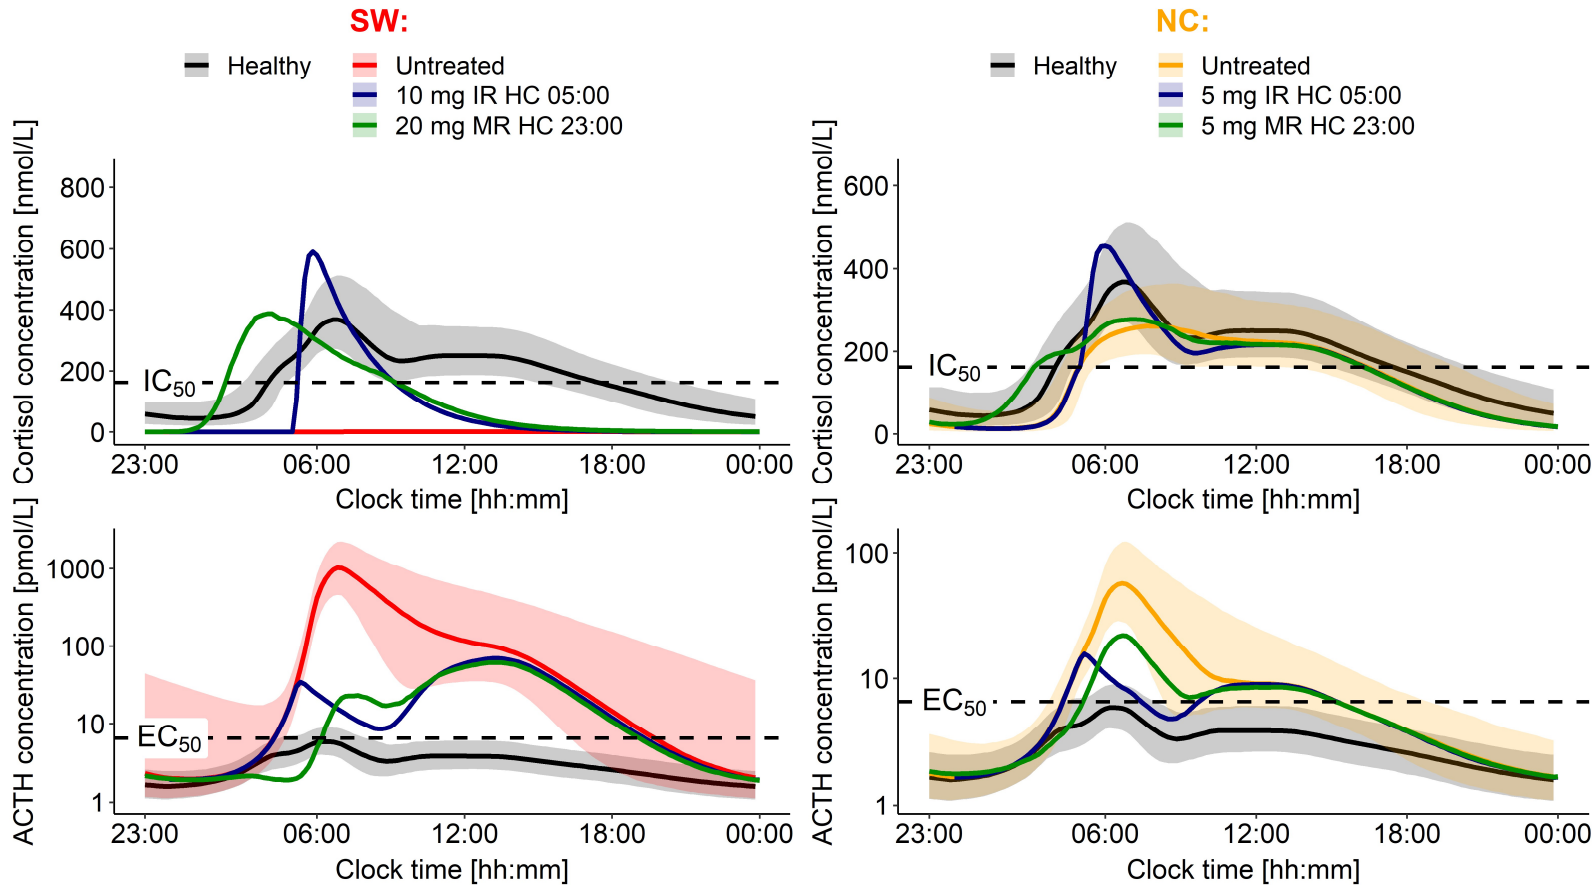 SW:
Healthy
Untreated
10 mg IR HC 05:00
20 mg MR HC 23:00
Cortisol concentration [nmol/L]
800
600
400
200
0
IC50
23:00 06:00 12:00 18:00 00:00
Clock time [hh:mm]
NC:
Healthy
Untreated
5 mg IR HC 05:00
5 mg MR HC 23:00
Cortisol concentration [nmol/L]
600
400
200
0
IC50
23:00 06:00 12:00 18:00 00:00
Clock time [hh:mm]
ACTH concentration [pmol/L]
1000
100
10
1
EC50
23:00 06:00 12:00 18:00 00:00
Clock time [hh:mm]
ACTH concentration [pmol/L]
100
10
1
EC50
23:00 06:00 12:00 18:00 00:00
Clock time [hh:mm]